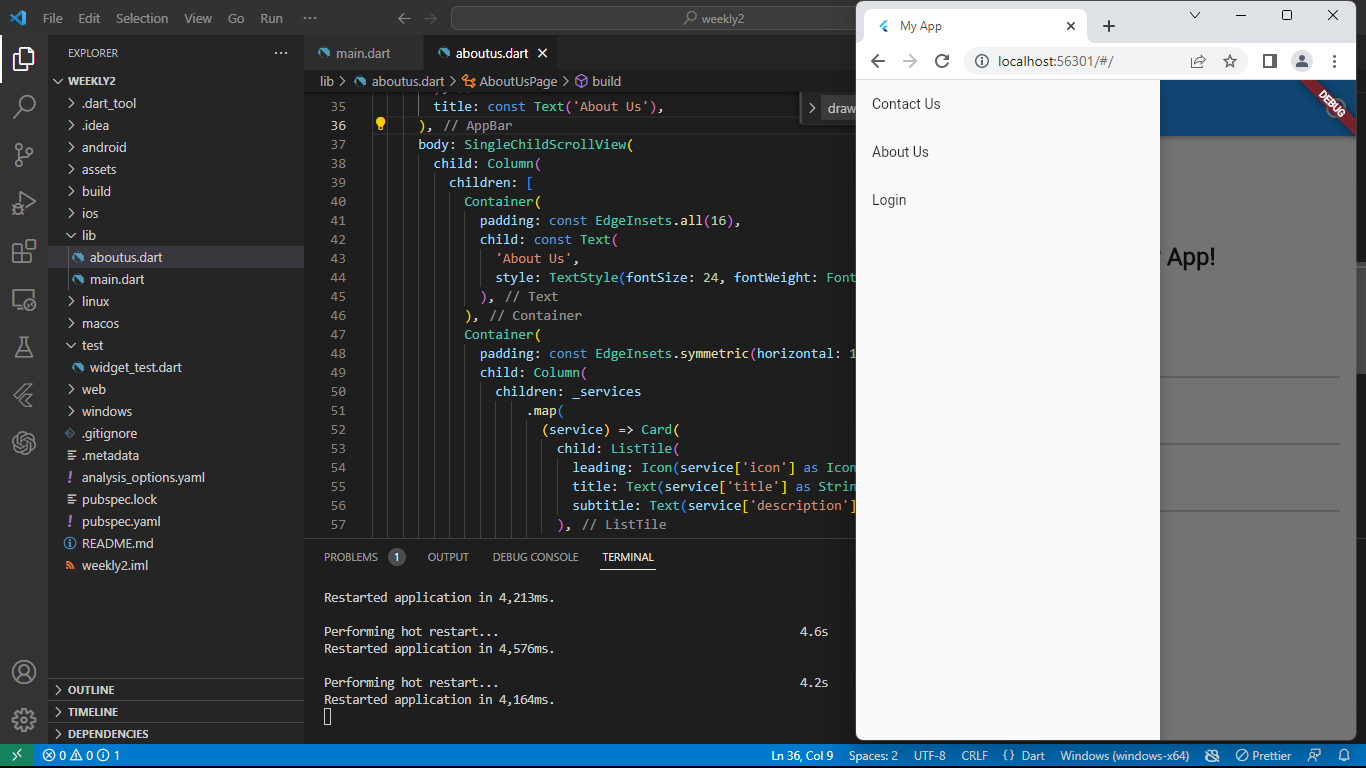 File Edit Selection View Go Run ···
weekly2
EXPLORER
WEEKLY2
.dart_tool
.idea
android
assets
build
ios
lib
aboutus.dart
main.dart
linux
macos
test
widget_test.dart
web
windows
.gitignore
.metadata
analysis_options.yaml
pubspec.lock
pubspec.yaml
README.md
weekly2.iml
OUTLINE
TIMELINE
DEPENDENCIES
main.dart aboutus.dart
lib > aboutus.dart > AboutUsPage > build
draw
35 title: const Text('About Us'),
36 ), // AppBar
37 body: SingleChildScrollView(
38 child: Column(
39 children: [
40 Container(
41 padding: const EdgeInsets.all(16),
42 child: const Text(
43 'About Us',
44 style: TextStyle(fontSize: 24, fontWeight: Font
45 ), // Text
46 ), // Container
47 Container(
48 padding: const EdgeInsets.symmetric(horizontal: 1
49 child: Column(
50 children: _services
51 .map(
52 (service) => Card(
53 child: ListTile(
54 leading: Icon(service['icon'] as Icon
55 title: Text(service['title'] as Strin
56 subtitle: Text(service['description']
57 ), // ListTile
PROBLEMS 1 OUTPUT DEBUG CONSOLE TERMINAL
Restarted application in 4,213ms.
Performing hot restart... 4.6s
Restarted application in 4,576ms.
Performing hot restart... 4.2s
Restarted application in 4,164ms.
My App
localhost:56301/#/
Contact Us
About Us
Login
DEBUG
App!
0 0 1 Ln 36, Col 9 Spaces: 2 UTF-8 CRLF {} Dart Windows (windows-x64) Prettier